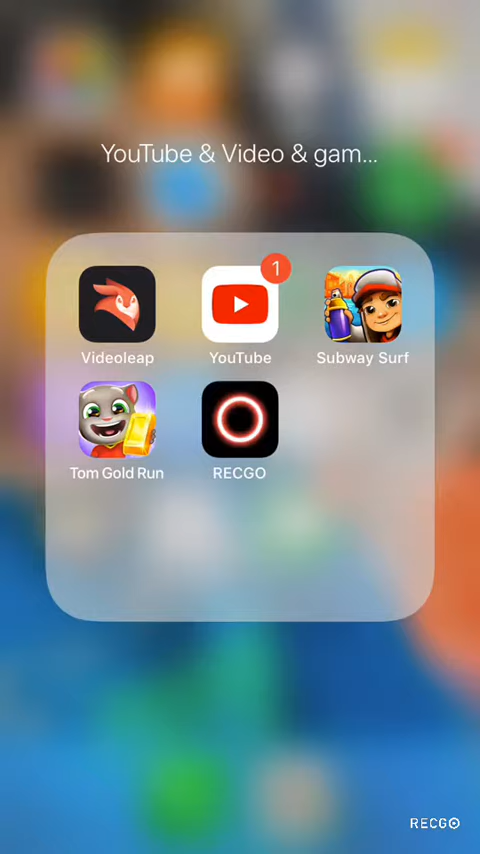 YouTube & Video & gam...
1
Videoleap
YouTube
Subway Surf
Tom Gold Run
RECGO
RECGO